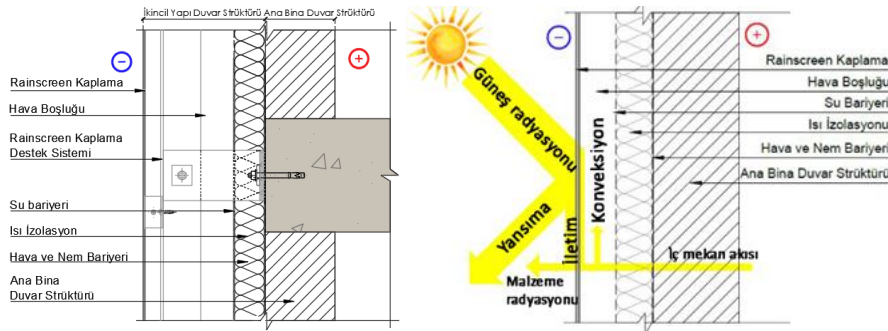 İkincil Yapı Duvar Strüktürü Ana Bina Duvar Strüktürü
Rainscreen Kaplama
Hava Boşluğu
Rainscreen Kaplama
Destek Sistemi
Su bariyeri
Isı İzolasyon
Hava ve Nem Bariyeri
Ana Bina
Duvar Strüktürü
Güneş radyasyonu
Yansıma
İletim
Konveksiyon
Malzeme
radyasyonu
İç mekan akısı
Rainscreen Kaplama
Hava Boşluğu
Su Bariyeri
Isı İzolasyonu
Hava ve Nem Bariyeri
Ana Bina Duvar Strüktürü